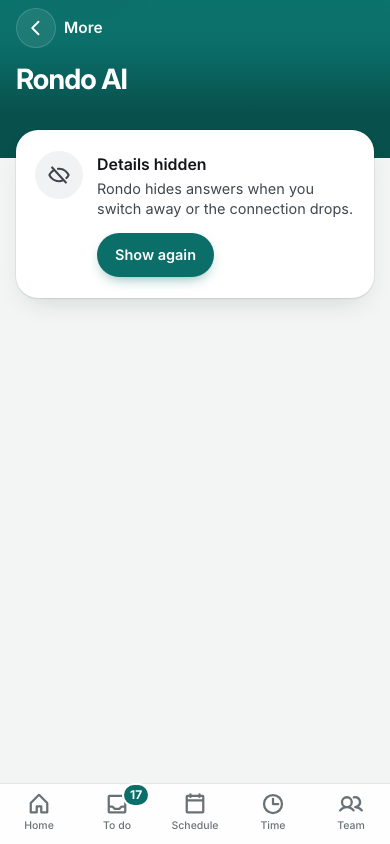 More
Rondo AI
Details hidden
Rondo hides answers when you
switch away or the connection drops.
Show again
17
Home
To do
Schedule
Time
Team